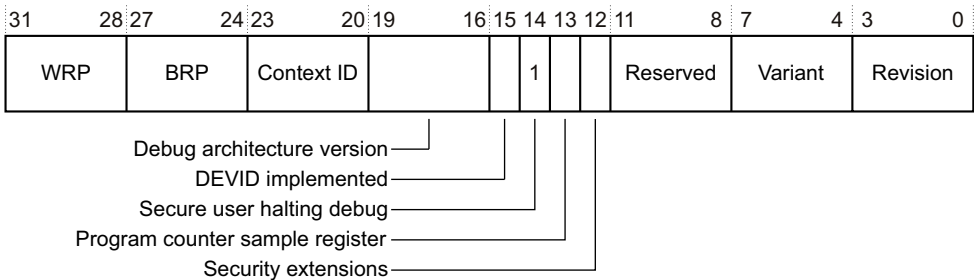 31 28 27 24 23 20 19 16 15 14 13 12 11 8 7 4 3 0
WRP BRP Context ID 1 Reserved Variant Revision
Debug architecture version
DEVID implemented
Secure user halting debug
Program counter sample register
Security extensions